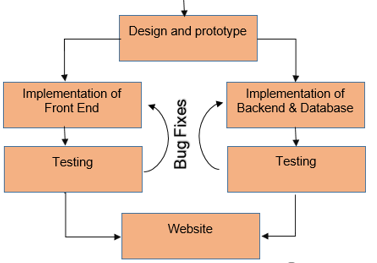 Design and prototype
Implementation of
Front End
Implementation of
Backend & Database
Bug Fixes
Testing
Testing
Website